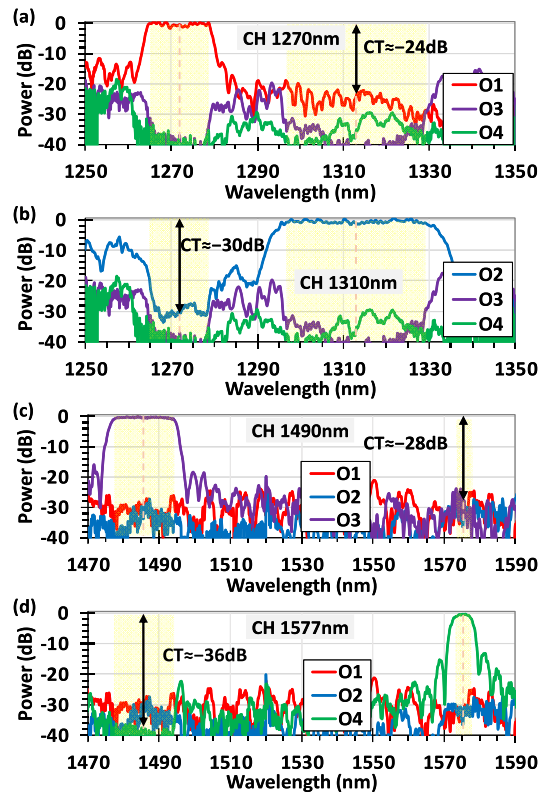 (a)
Power (dB)
0
-10
-20
-30
-40
CH 1270nm
CT≈−24dB
O1
O3
O4
1250 1270 1290 1310 1330 1350
Wavelength (nm)
(b)
Power (dB)
0
-10
-20
-30
-40
CT≈−30dB
CH 1310nm
O2
O3
O4
1250 1270 1290 1310 1330 1350
Wavelength (nm)
(c)
Power (dB)
0
-10
-20
-30
-40
CH 1490nm
CT≈−28dB
O1
O2
O3
1470 1490 1510 1530 1550 1570 1590
Wavelength (nm)
(d)
Power (dB)
0
-10
-20
-30
-40
CH 1577nm
CT≈−36dB
O1
O2
O4
1470 1490 1510 1530 1550 1570 1590
Wavelength (nm)